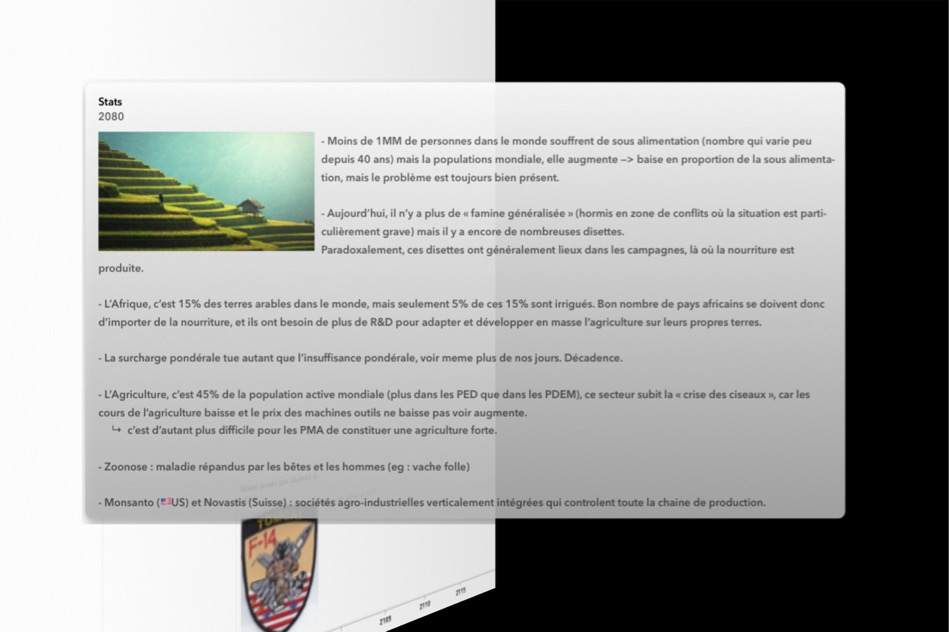 Stats
2080
- Moins de 1MM de personnes dans le monde souffrent de sous alimentation (nombre qui varie peu
depuis 40 ans) mais la populations mondiale, elle augmente —> baise en proportion de la sous alimenta-
tion, mais le problème est toujours bien présent.
- Aujourd’hui, il n’y a plus de « famine généralisée » (hormis en zone de conflits où la situation est parti-
culièrement grave) mais il y a encore de nombreuses disettes.
Paradoxalement, ces disettes ont généralement lieux dans les campagnes, là où la nourriture est
produite.
- L’Afrique, c’est 15% des terres arables dans le monde, mais seulement 5% de ces 15% sont irrigués. Bon nombre de pays africains se doivent donc
d’importer de la nourriture, et ils ont besoin de plus de R&D pour adapter et développer en masse l’agriculture sur leurs propres terres.
- La surcharge pondérale tue autant que l’insuffisance pondérale, voir meme plus de nos jours. Décadence.
- L’Agriculture, c’est 45% de la population active mondiale (plus dans les PED que dans les PDEM), ce secteur subit la « crise des ciseaux », car les
cours de l’agriculture baisse et le prix des machines outils ne baisse pas voir augmente.
↪ c’est d’autant plus difficile pour les PMA de constituer une agriculture forte.
- Zoonose : maladie répandus par les bêtes et les hommes (eg : vache folle)
- Monsanto (🇺🇸US) et Novastis (Suisse) : sociétés agro-industrielles verticalement intégrées qui controlent toute la chaine de production.
F-14
2105 2110 2115